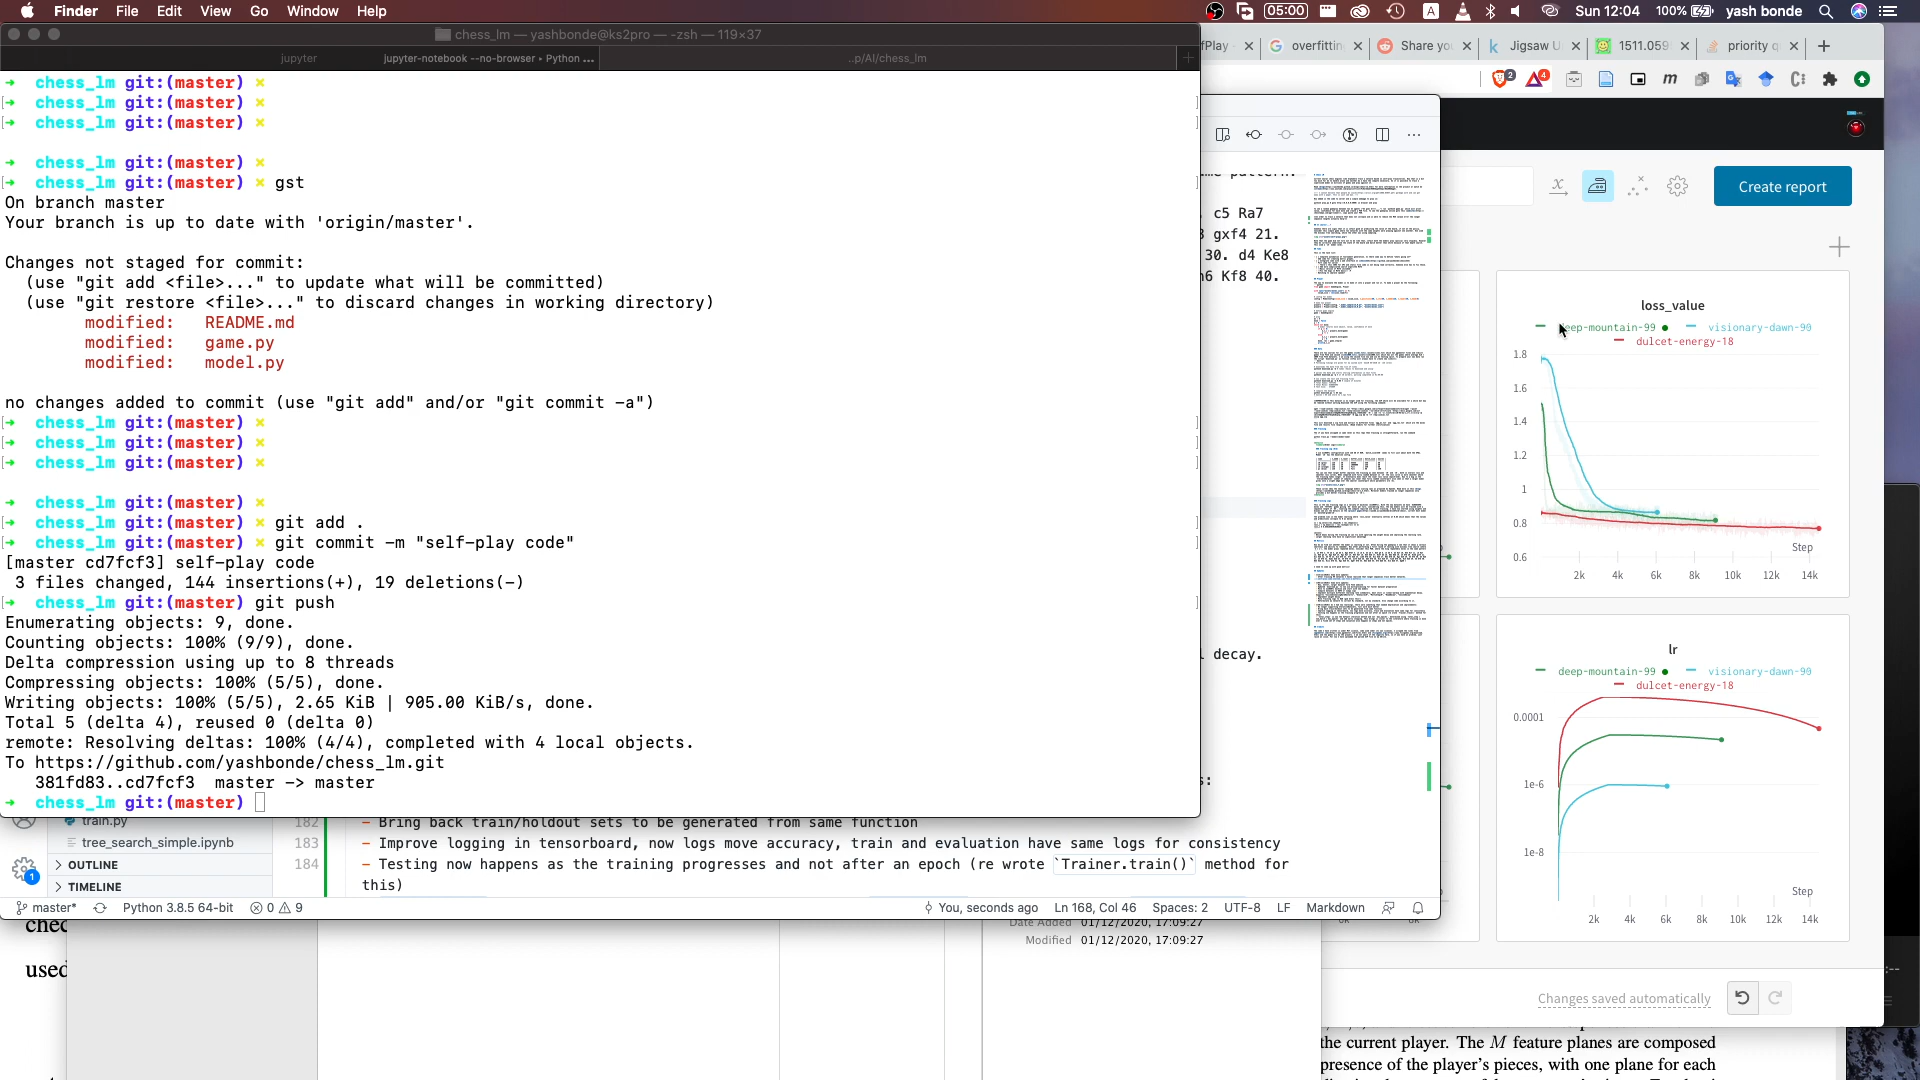 Finder File Edit View Go Window Help
05:00 A Sun 12:04 100% yash bonde
chess_lm — yashbonde@ks2pro — -zsh — 119×37
jupyter
jupyter-notebook --no-browser ▸ Python ...
..p/AI/chess_lm
➜ chess_lm git:(master) ×
➜ chess_lm git:(master) ×
➜ chess_lm git:(master) ×
➜ chess_lm git:(master) ×
➜ chess_lm git:(master) × gst
On branch master
Your branch is up to date with 'origin/master'.
Changes not staged for commit:
(use "git add <file>..." to update what will be committed)
(use "git restore <file>..." to discard changes in working directory)
modified: README.md
modified: game.py
modified: model.py
no changes added to commit (use "git add" and/or "git commit -a")
➜ chess_lm git:(master) ×
➜ chess_lm git:(master) ×
➜ chess_lm git:(master) ×
➜ chess_lm git:(master) ×
➜ chess_lm git:(master) × git add .
➜ chess_lm git:(master) × git commit -m "self-play code"
[master cd7fcf3] self-play code
3 files changed, 144 insertions(+), 19 deletions(-)
➜ chess_lm git:(master) git push
Enumerating objects: 9, done.
Counting objects: 100% (9/9), done.
Delta compression using up to 8 threads
Compressing objects: 100% (5/5), done.
Writing objects: 100% (5/5), 2.65 KiB | 905.00 KiB/s, done.
Total 5 (delta 4), reused 0 (delta 0)
remote: Resolving deltas: 100% (4/4), completed with 4 local objects.
To https://github.com/yashbonde/chess_lm.git
381fd83..cd7fcf3 master -> master
➜ chess_lm git:(master)
fPlay
overfittin
Share yo
Jigsaw U
1511.059
priority q
2
4
m
me pattern.
c5 Ra7
gxf4 21.
30. d4 Ke8
Kf8 40.
decay.
s:
Create report
loss_value
deep-mountain-99 visionary-dawn-90
dulcet-energy-18
1.8
1.6
1.4
1.2
1
0.8
0.6
Step
2k 4k 6k 8k 10k 12k 14k
lr
deep-mountain-99 visionary-dawn-90
dulcet-energy-18
0.0001
1e-6
1e-8
Step
2k 4k 6k 8k 10k 12k 14k
Changes saved automatically
train.py
tree_search_simple.ipynb
OUTLINE
TIMELINE
182 – Bring back train/holdout sets to be generated from same function
183 – Improve logging in tensorboard, now logs move accuracy, train and evaluation have same logs for consistency
184 – Testing now happens as the training progresses and not after an epoch (re wrote `Trainer.train()` method for
this)
1
master* Python 3.8.5 64-bit 0 9
You, seconds ago Ln 168, Col 46 Spaces: 2 UTF-8 LF Markdown
Date Added 01/12/2020, 17:09:27
Modified 01/12/2020, 17:09:27
used
the current player. The M feature planes are composed
presence of the player's pieces, with one plane for each